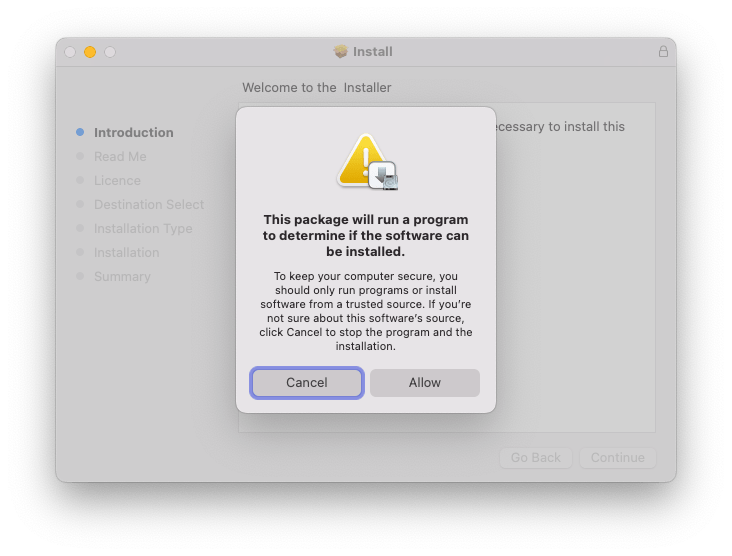 Install
Welcome to the Installer
ecessary to install this
Introduction
Read Me
Licence
Destination Select
Installation Type
Installation
Summary
This package will run a program
to determine if the software can
be installed.
To keep your computer secure, you
should only run programs or install
software from a trusted source. If you’re
not sure about this software’s source,
click Cancel to stop the program and the
installation.
Cancel
Allow
Go Back
Continue